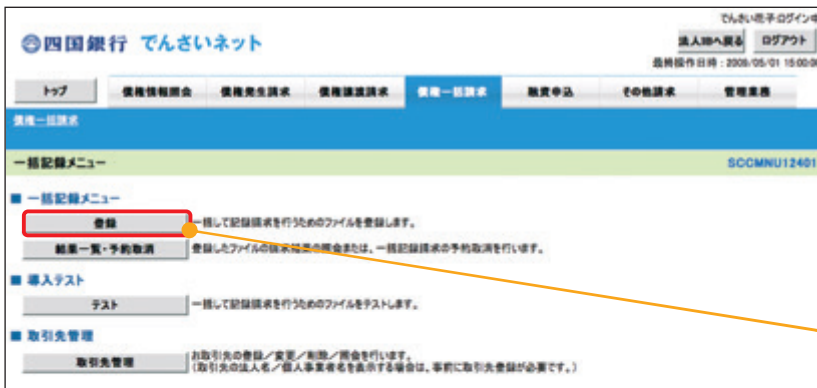 でんさい花子ログイン中
四国銀行 でんさいネット
法人IBへ戻る ログアウト
最終操作日時：2009/05/01 15:00:00
トップ 債権情報照会 債権発生請求 債権譲渡請求 債権一括請求 融資申込 その他請求 管理業務
債権一括請求
一括記録メニュー SCCMNU12401
■ 一括記録メニュー
登録 一括して記録請求を行うためのファイルを登録します。
結果一覧・予約取消 登録したファイルの請求結果の照会または、一括記録請求の予約取消を行います。
■ 導入テスト
テスト 一括して記録請求を行うためのファイルをテストします。
■ 取引先管理
取引先管理 お取引先の登録／変更／削除／照会を行います。
（取引先の法人名／個人事業者名を表示する場合は、事前に取引先登録が必要です。）